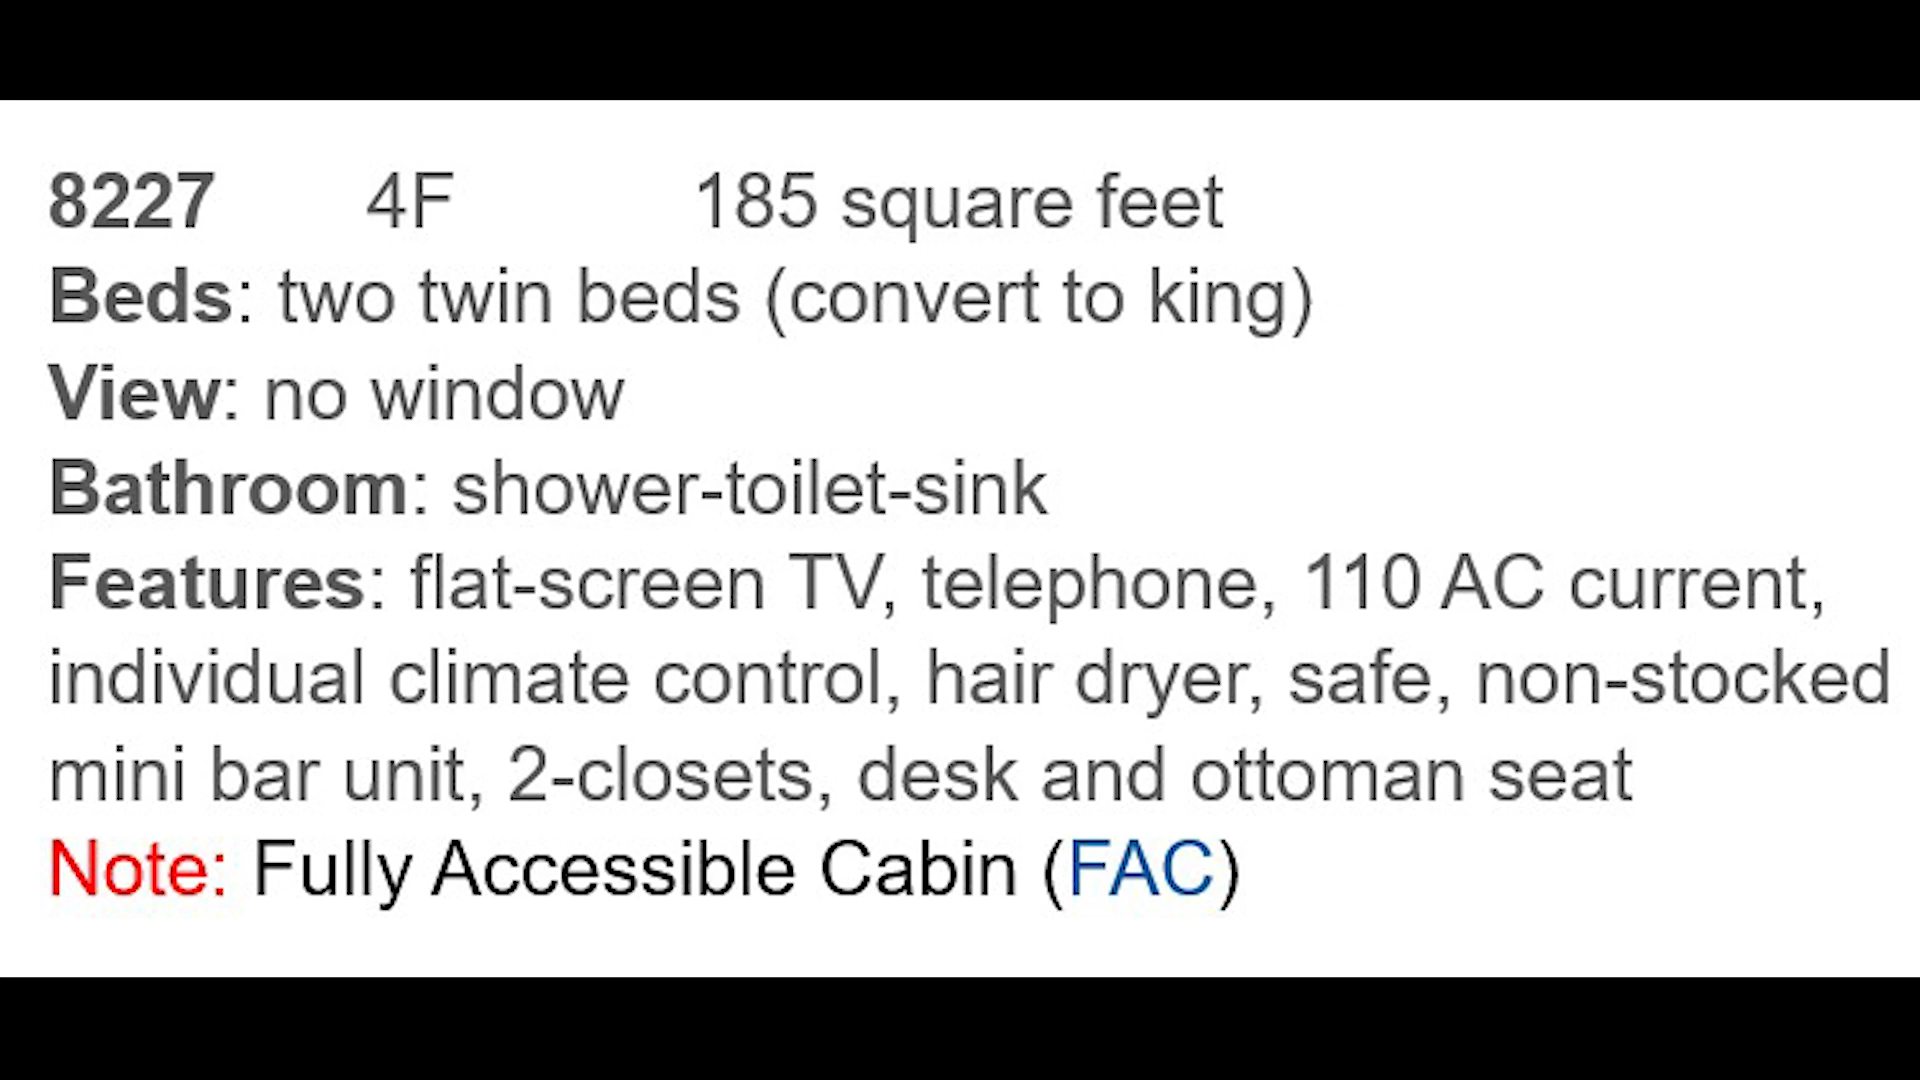 8227 4F 185 square feet
Beds: two twin beds (convert to king)
View: no window
Bathroom: shower-toilet-sink
Features: flat-screen TV, telephone, 110 AC current,
individual climate control, hair dryer, safe, non-stocked
mini bar unit, 2-closets, desk and ottoman seat
Note: Fully Accessible Cabin (FAC)